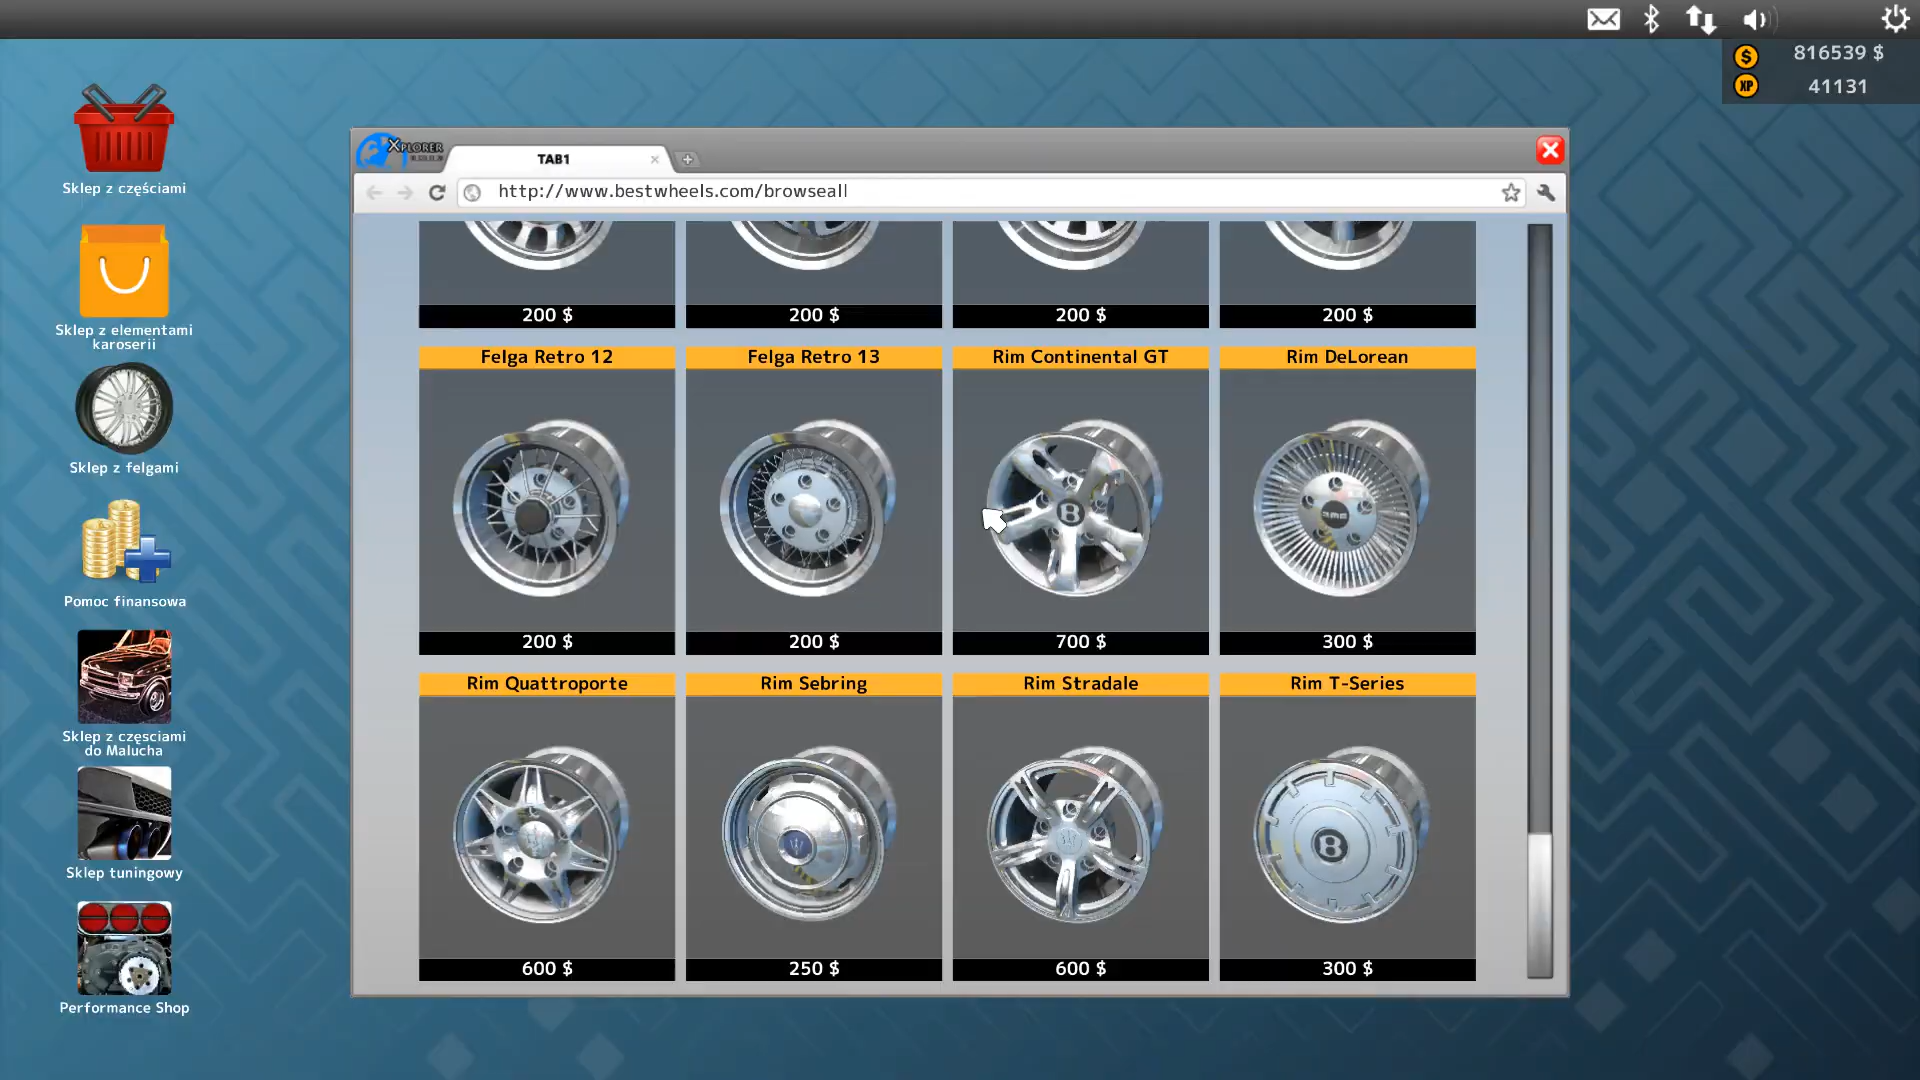 816539 $
XP 41131
XPLORER
TAB1
http://www.bestwheels.com/browseall
Sklep z częściami
Sklep z elementami
karoserii
Sklep z felgami
Pomoc finansowa
Sklep z częsciami
do Malucha
Sklep tuningowy
Performance Shop
200 $ 200 $ 200 $ 200 $
Felga Retro 12 Felga Retro 13 Rim Continental GT Rim DeLorean
B
200 $ 200 $ 700 $ 300 $
Rim Quattroporte Rim Sebring Rim Stradale Rim T-Series
B
600 $ 250 $ 600 $ 300 $